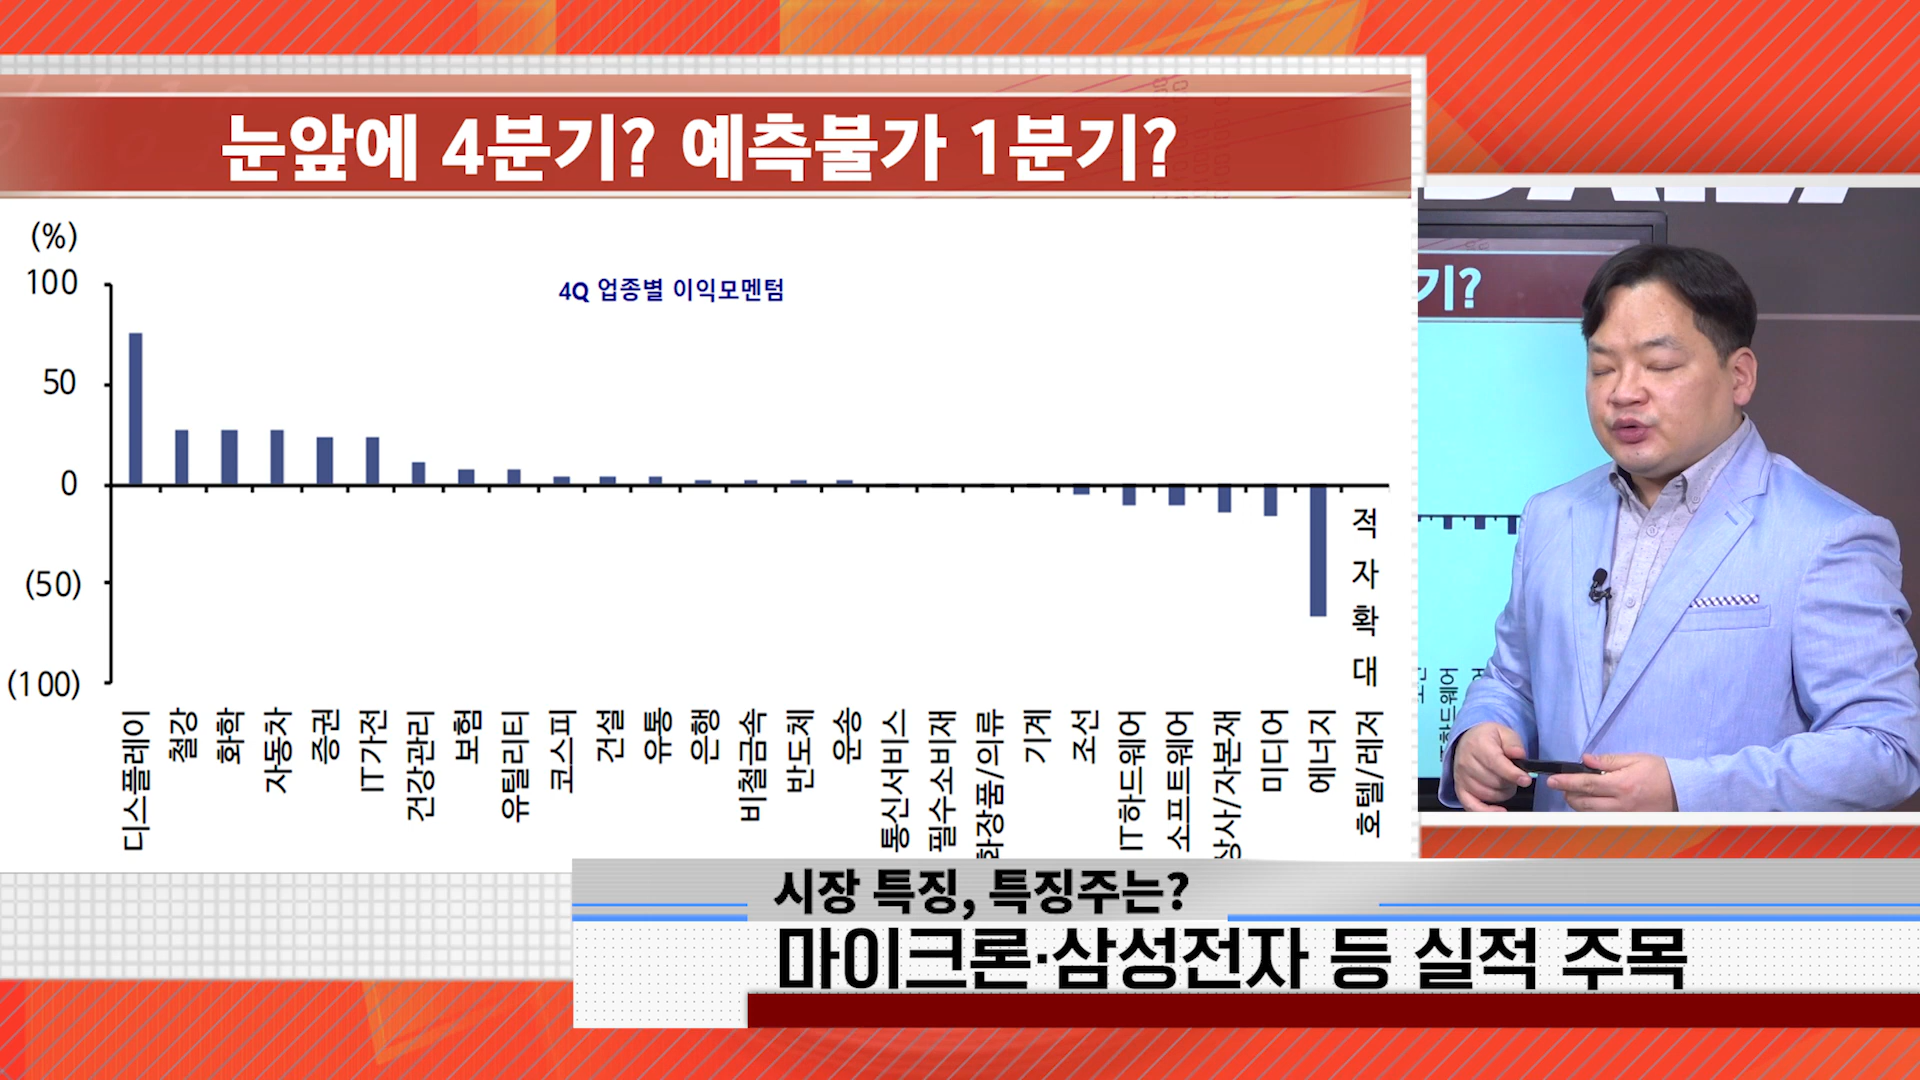 눈앞에 4분기? 예측불가 1분기?
(%)
4Q 업종별 이익모멘텀
100
50
0
(50)
(100)
적자확대
디스플레이
철강
화학
자동차
증권
IT가전
건강관리
보험
유틸리티
코스피
건설
유통
은행
비철금속
반도체
운송
통신서비스
필수소비재
화장품/의류
기계
조선
IT하드웨어
소프트웨어
상사/자본재
미디어
에너지
호텔/레저
기?
시장 특징, 특징주는?
마이크론·삼성전자 등 실적 주목